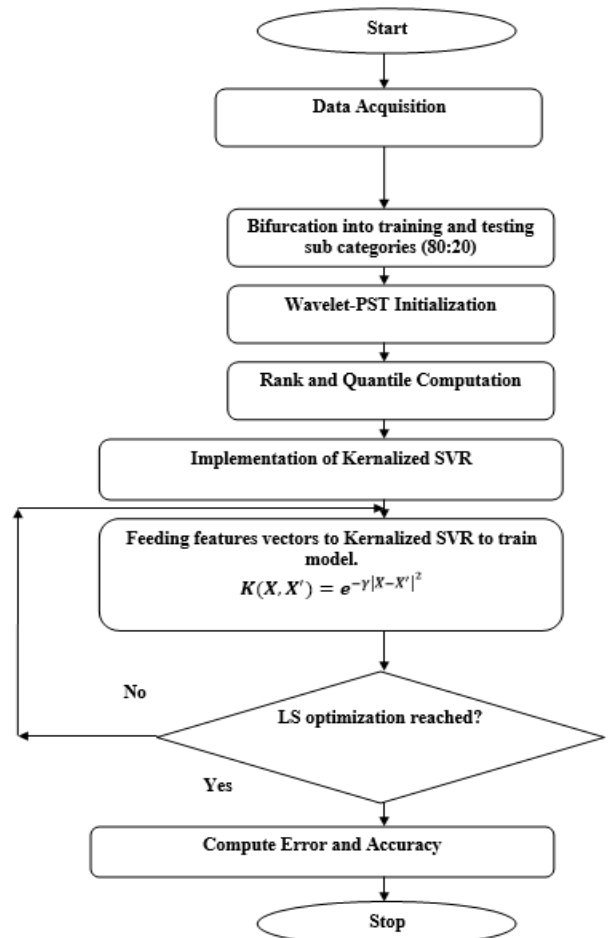 Start
Data Acquisition
Bifurcation into training and testing
sub categories (80:20)
Wavelet-PST Initialization
Rank and Quantile Computation
Implementation of Kernalized SVR
Feeding features vectors to Kernalized SVR to train
model.
K(X, X′) = e^{−γ|X−X′|^2}
No
LS optimization reached?
Yes
Compute Error and Accuracy
Stop